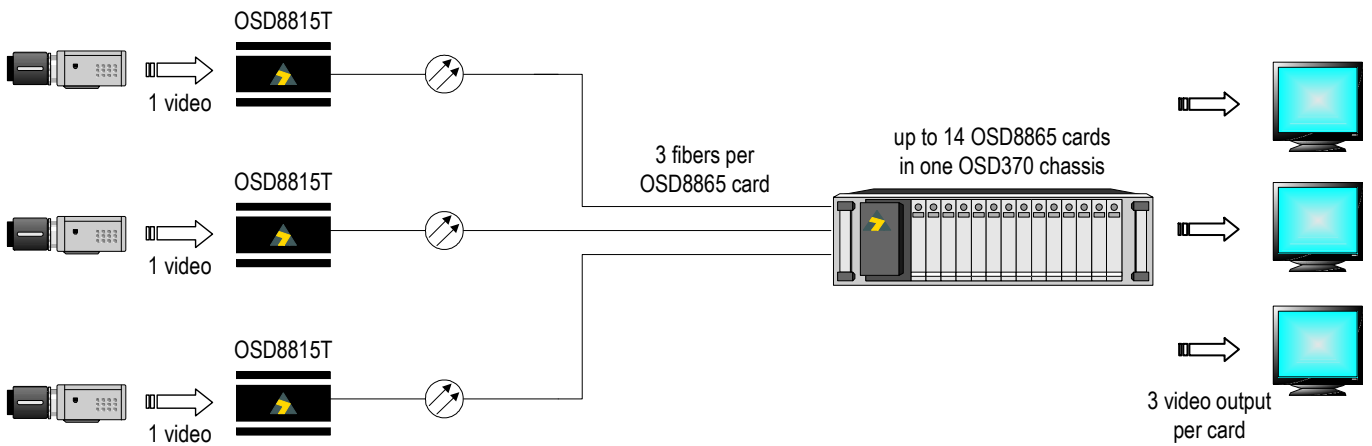 OSD8815T
1 video
OSD8815T
1 video
OSD8815T
1 video
3 fibers per
OSD8865 card
up to 14 OSD8865 cards
in one OSD370 chassis
3 video output
per card